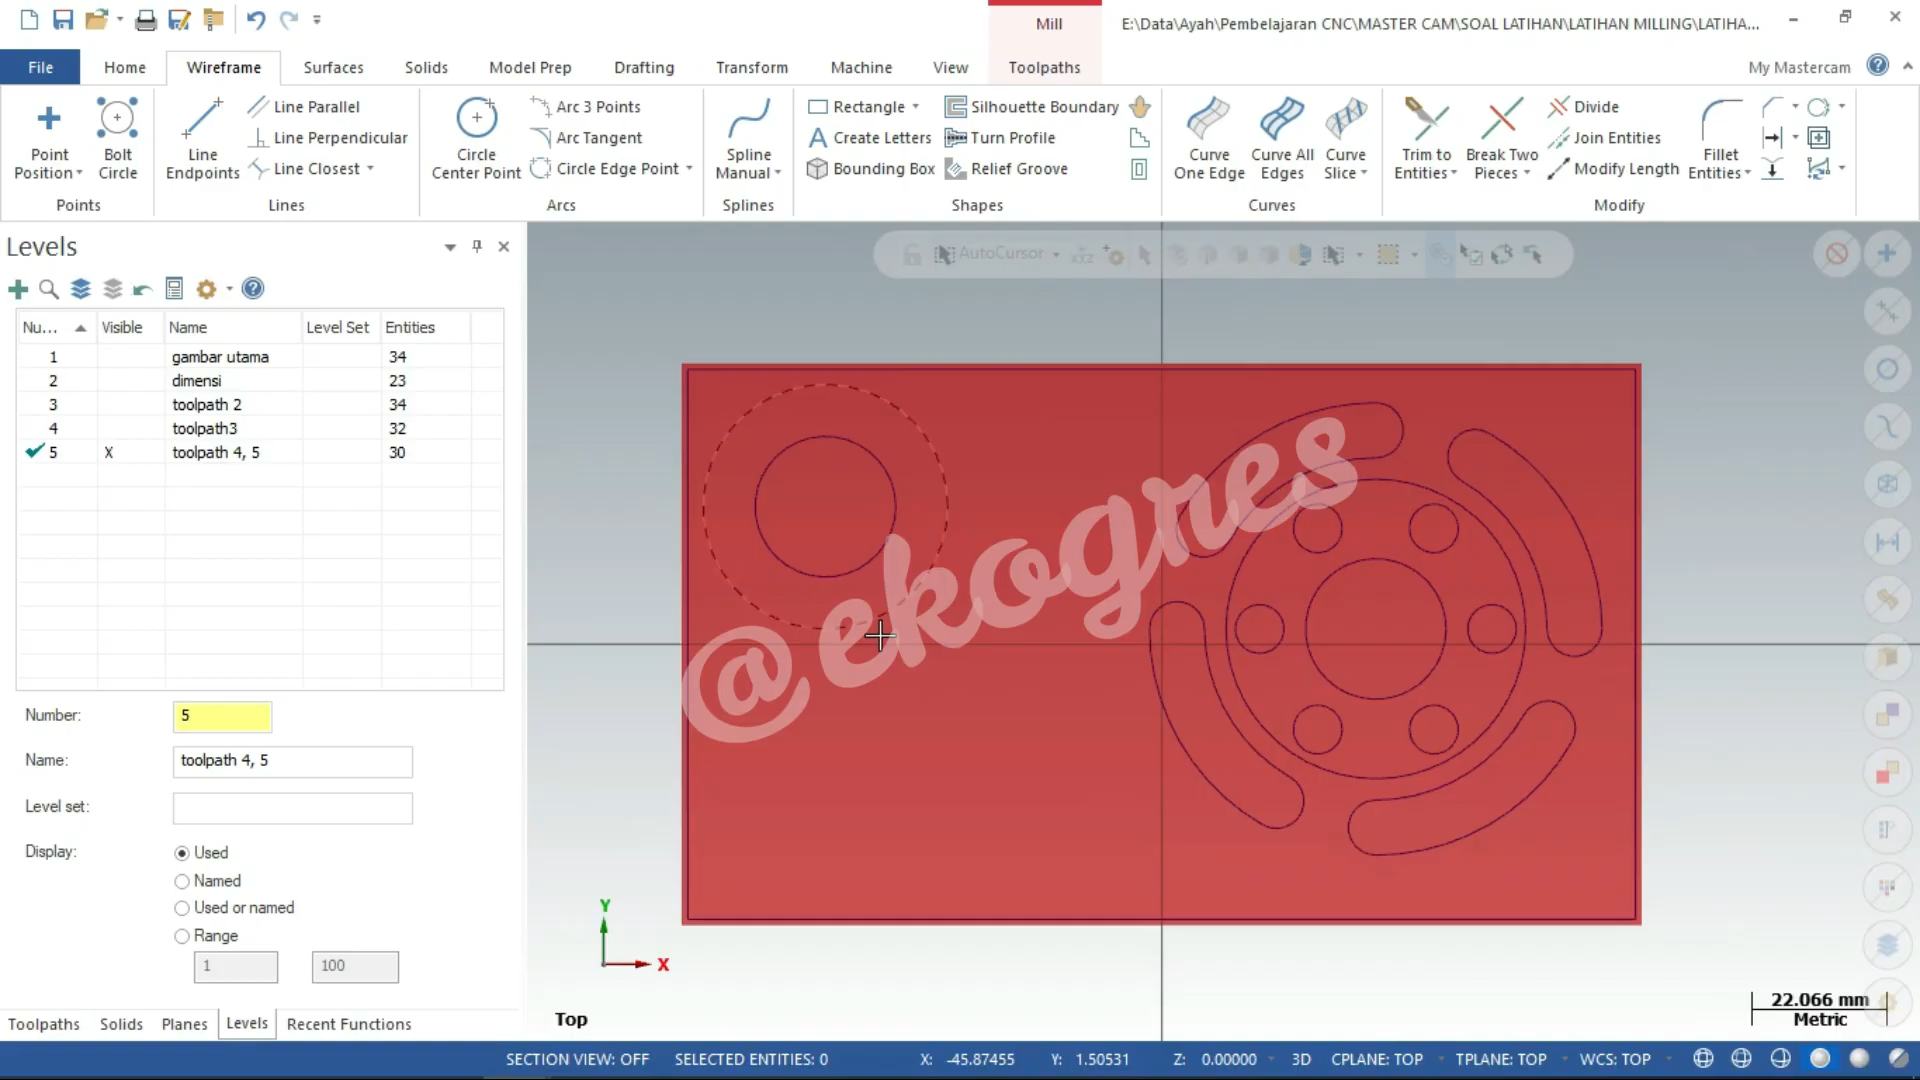 Mill
E:\Data\Ayah\Pembelajaran CNC\MASTER CAM\SOAL LATIHAN\LATIHAN MILLING\LATIHA...
File Home Wireframe Surfaces Solids Model Prep Drafting Transform Machine View Toolpaths My Mastercam
Point Position
Bolt Circle
Points
Line Endpoints
Line Parallel
Line Perpendicular
Line Closest
Lines
Circle Center Point
Arc 3 Points
Arc Tangent
Circle Edge Point
Arcs
Spline Manual
Splines
Rectangle
Create Letters
Bounding Box
Silhouette Boundary
Turn Profile
Relief Groove
Shapes
Curve One Edge
Curve All Edges
Curve Slice
Curves
Trim to Entities
Break Two Pieces
Divide
Join Entities
Modify Length
Fillet Entities
Modify
Levels
Nu... Visible Name Level Set Entities
1 gambar utama 34
2 dimensi 23
3 toolpath 2 34
4 toolpath3 32
5 X toolpath 4, 5 30
Number: 5
Name: toolpath 4, 5
Level set:
Display: Used
Named
Used or named
Range
1 100
Toolpaths Solids Planes Levels Recent Functions
AutoCursor
XYZ
@ekogres
Y
X
Top
22.066 mm
Metric
SECTION VIEW: OFF SELECTED ENTITIES: 0 X: -45.87455 Y: 1.50531 Z: 0.00000 3D CPLANE: TOP TPLANE: TOP WCS: TOP